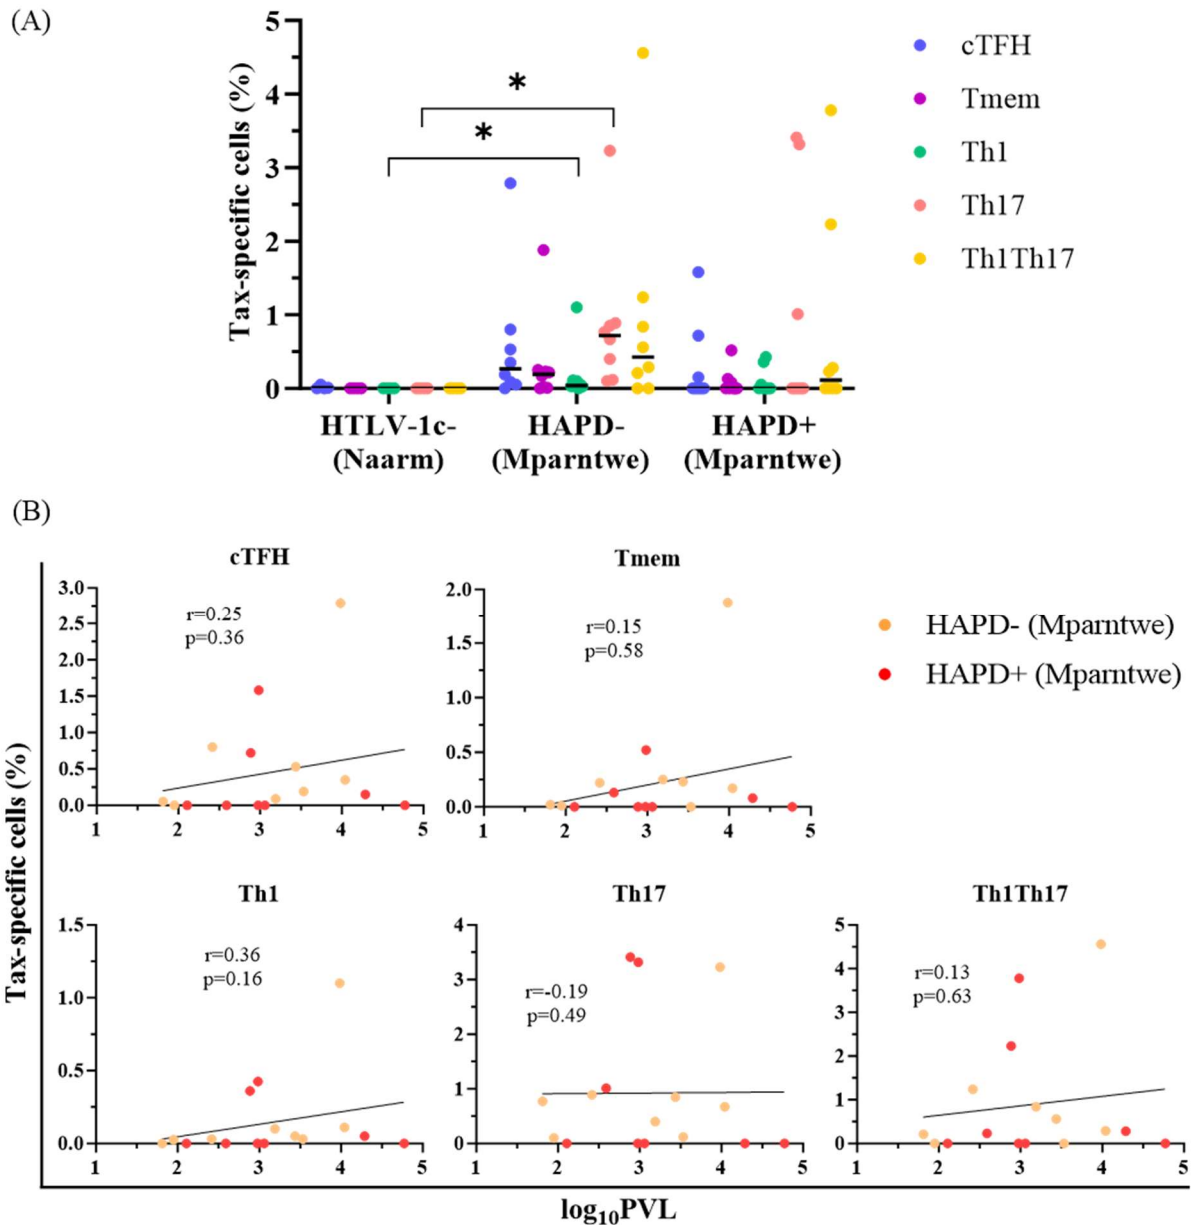 (A)
Tax-specific cells (%)
5
4
3
2
1
0
*
*
HTLV-1c-
(Naarm)
HAPD-
(Mparntwe)
HAPD+
(Mparntwe)
cTFH
Tmem
Th1
Th17
Th1Th17
(B)
Tax-specific cells (%)
cTFH
r=0.25
p=0.36
3.0
2.5
2.0
1.5
1.0
0.5
0.0
1 2 3 4 5
Tmem
r=0.15
p=0.58
2.0
1.5
1.0
0.5
0.0
1 2 3 4 5
HAPD- (Mparntwe)
HAPD+ (Mparntwe)
Th1
r=0.36
p=0.16
1.5
1.0
0.5
0.0
1 2 3 4 5
Th17
r=-0.19
p=0.49
4
3
2
1
0
1 2 3 4 5
Th1Th17
r=0.13
p=0.63
5
4
3
2
1
0
1 2 3 4 5
log₁₀PVL